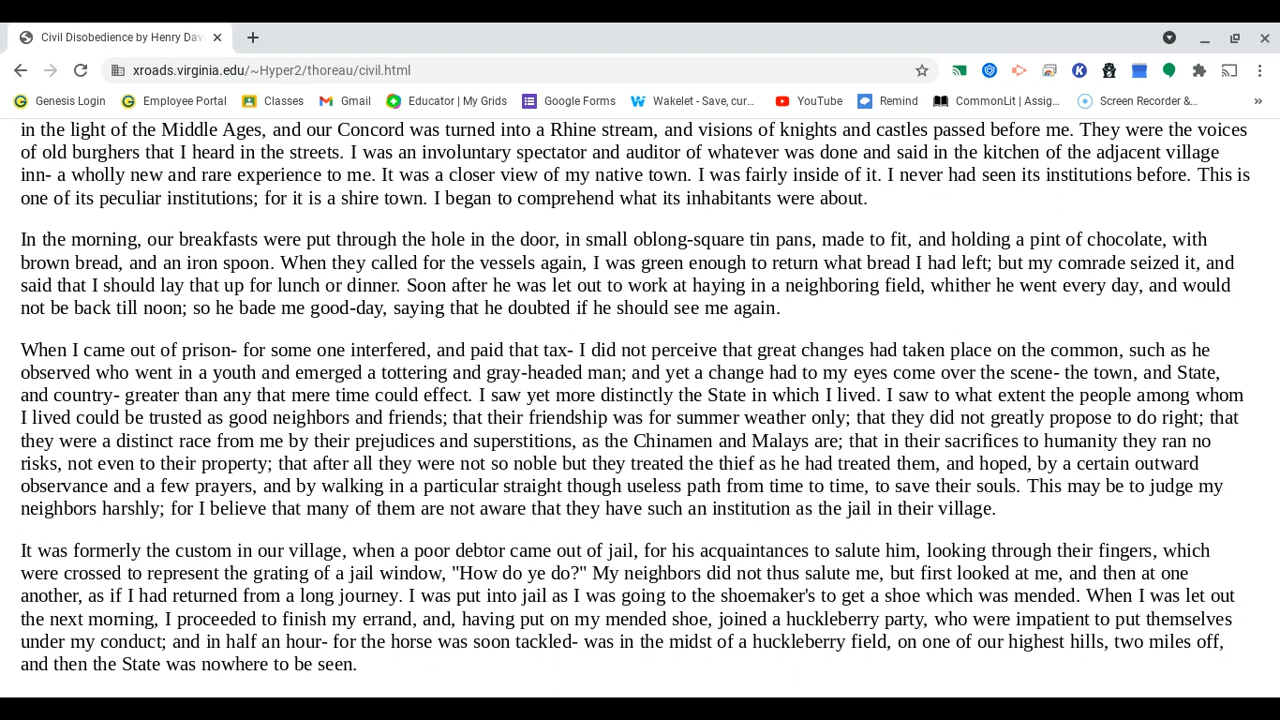 Civil Disobedience by Henry Dav
xroads.virginia.edu/~Hyper2/thoreau/civil.html
Genesis Login
Employee Portal
Classes
Gmail
Educator | My Grids
Google Forms
Wakelet - Save, cur...
YouTube
Remind
CommonLit | Assig...
Screen Recorder &...
»
in the light of the Middle Ages, and our Concord was turned into a Rhine stream, and visions of knights and castles passed before me. They were the voices
of old burghers that I heard in the streets. I was an involuntary spectator and auditor of whatever was done and said in the kitchen of the adjacent village
inn- a wholly new and rare experience to me. It was a closer view of my native town. I was fairly inside of it. I never had seen its institutions before. This is
one of its peculiar institutions; for it is a shire town. I began to comprehend what its inhabitants were about.
In the morning, our breakfasts were put through the hole in the door, in small oblong-square tin pans, made to fit, and holding a pint of chocolate, with
brown bread, and an iron spoon. When they called for the vessels again, I was green enough to return what bread I had left; but my comrade seized it, and
said that I should lay that up for lunch or dinner. Soon after he was let out to work at haying in a neighboring field, whither he went every day, and would
not be back till noon; so he bade me good-day, saying that he doubted if he should see me again.
When I came out of prison- for some one interfered, and paid that tax- I did not perceive that great changes had taken place on the common, such as he
observed who went in a youth and emerged a tottering and gray-headed man; and yet a change had to my eyes come over the scene- the town, and State,
and country- greater than any that mere time could effect. I saw yet more distinctly the State in which I lived. I saw to what extent the people among whom
I lived could be trusted as good neighbors and friends; that their friendship was for summer weather only; that they did not greatly propose to do right; that
they were a distinct race from me by their prejudices and superstitions, as the Chinamen and Malays are; that in their sacrifices to humanity they ran no
risks, not even to their property; that after all they were not so noble but they treated the thief as he had treated them, and hoped, by a certain outward
observance and a few prayers, and by walking in a particular straight though useless path from time to time, to save their souls. This may be to judge my
neighbors harshly; for I believe that many of them are not aware that they have such an institution as the jail in their village.
It was formerly the custom in our village, when a poor debtor came out of jail, for his acquaintances to salute him, looking through their fingers, which
were crossed to represent the grating of a jail window, "How do ye do?" My neighbors did not thus salute me, but first looked at me, and then at one
another, as if I had returned from a long journey. I was put into jail as I was going to the shoemaker's to get a shoe which was mended. When I was let out
the next morning, I proceeded to finish my errand, and, having put on my mended shoe, joined a huckleberry party, who were impatient to put themselves
under my conduct; and in half an hour- for the horse was soon tackled- was in the midst of a huckleberry field, on one of our highest hills, two miles off,
and then the State was nowhere to be seen.